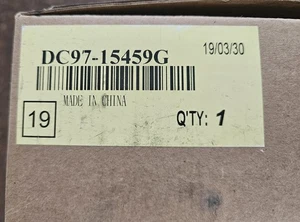 19/03/30
DC97-15459G
MADE IN CHINA
19
Q'TY: 1